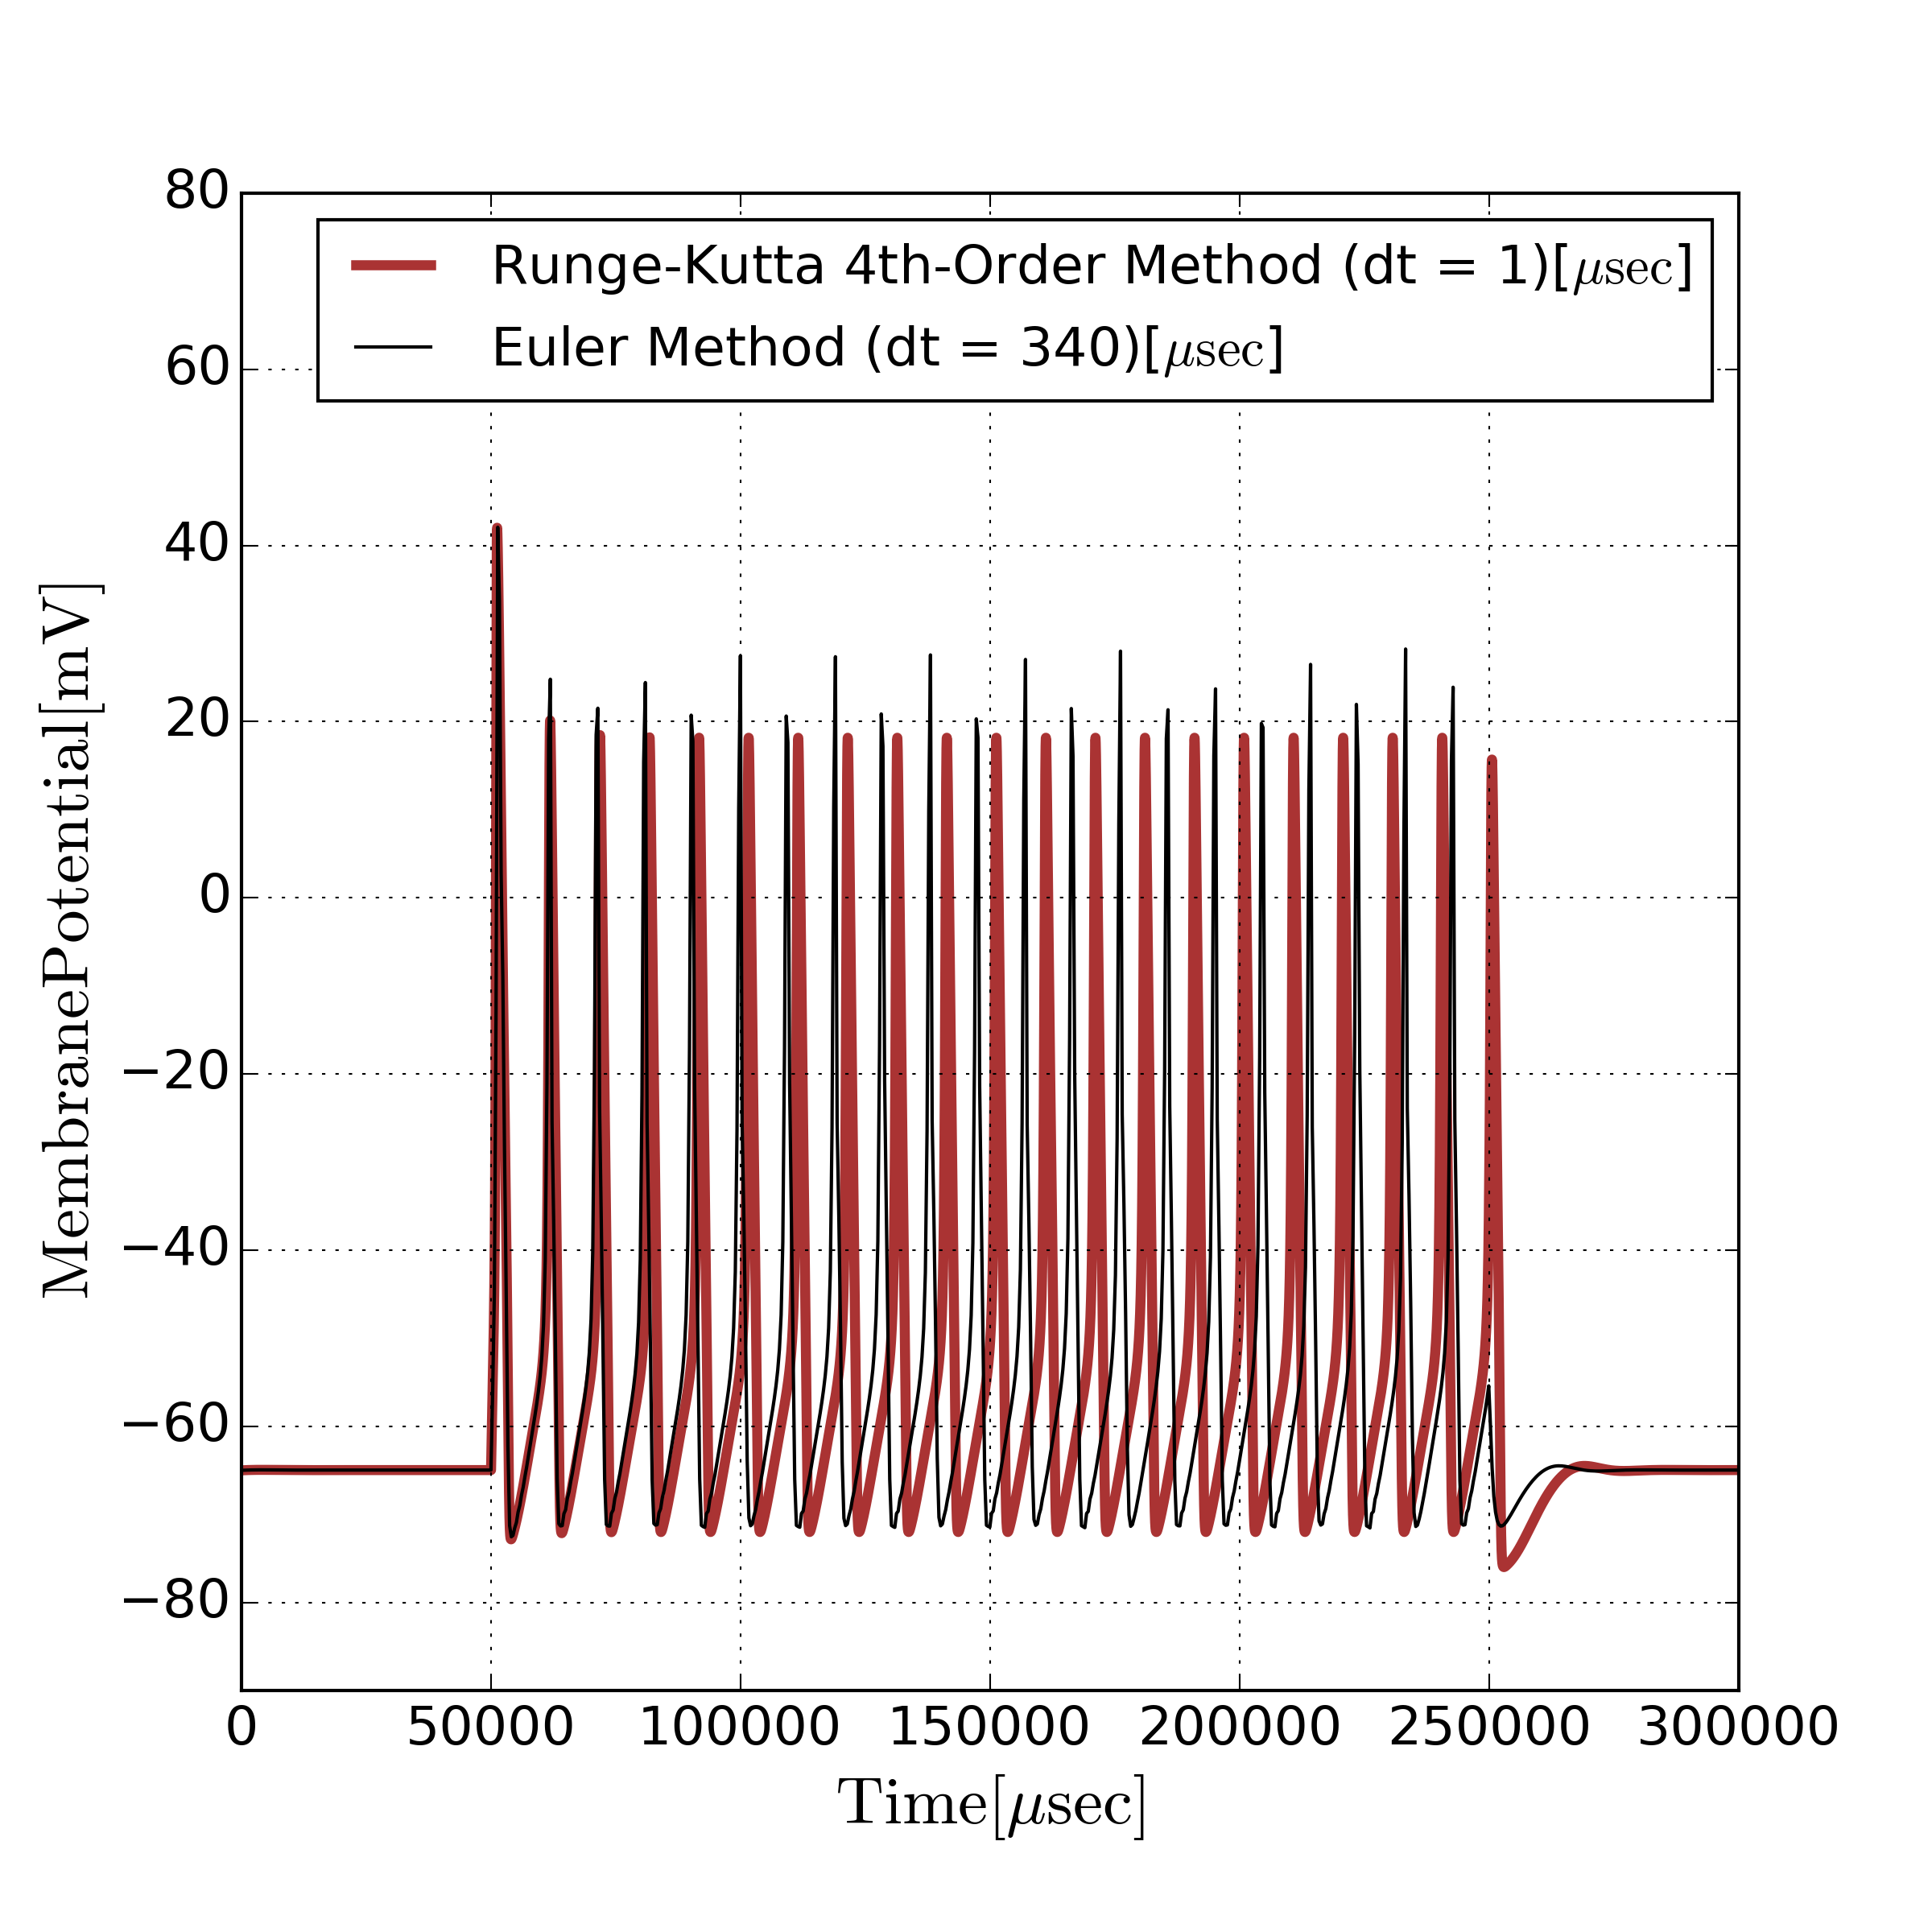 80
Runge-Kutta 4th-Order Method (dt = 1)[μsec]
Euler Method (dt = 340)[μsec]
60
40
20
0
−20
−40
−60
−80
MembranePotential[mV]
0 50000 100000 150000 200000 250000 300000
Time[μsec]